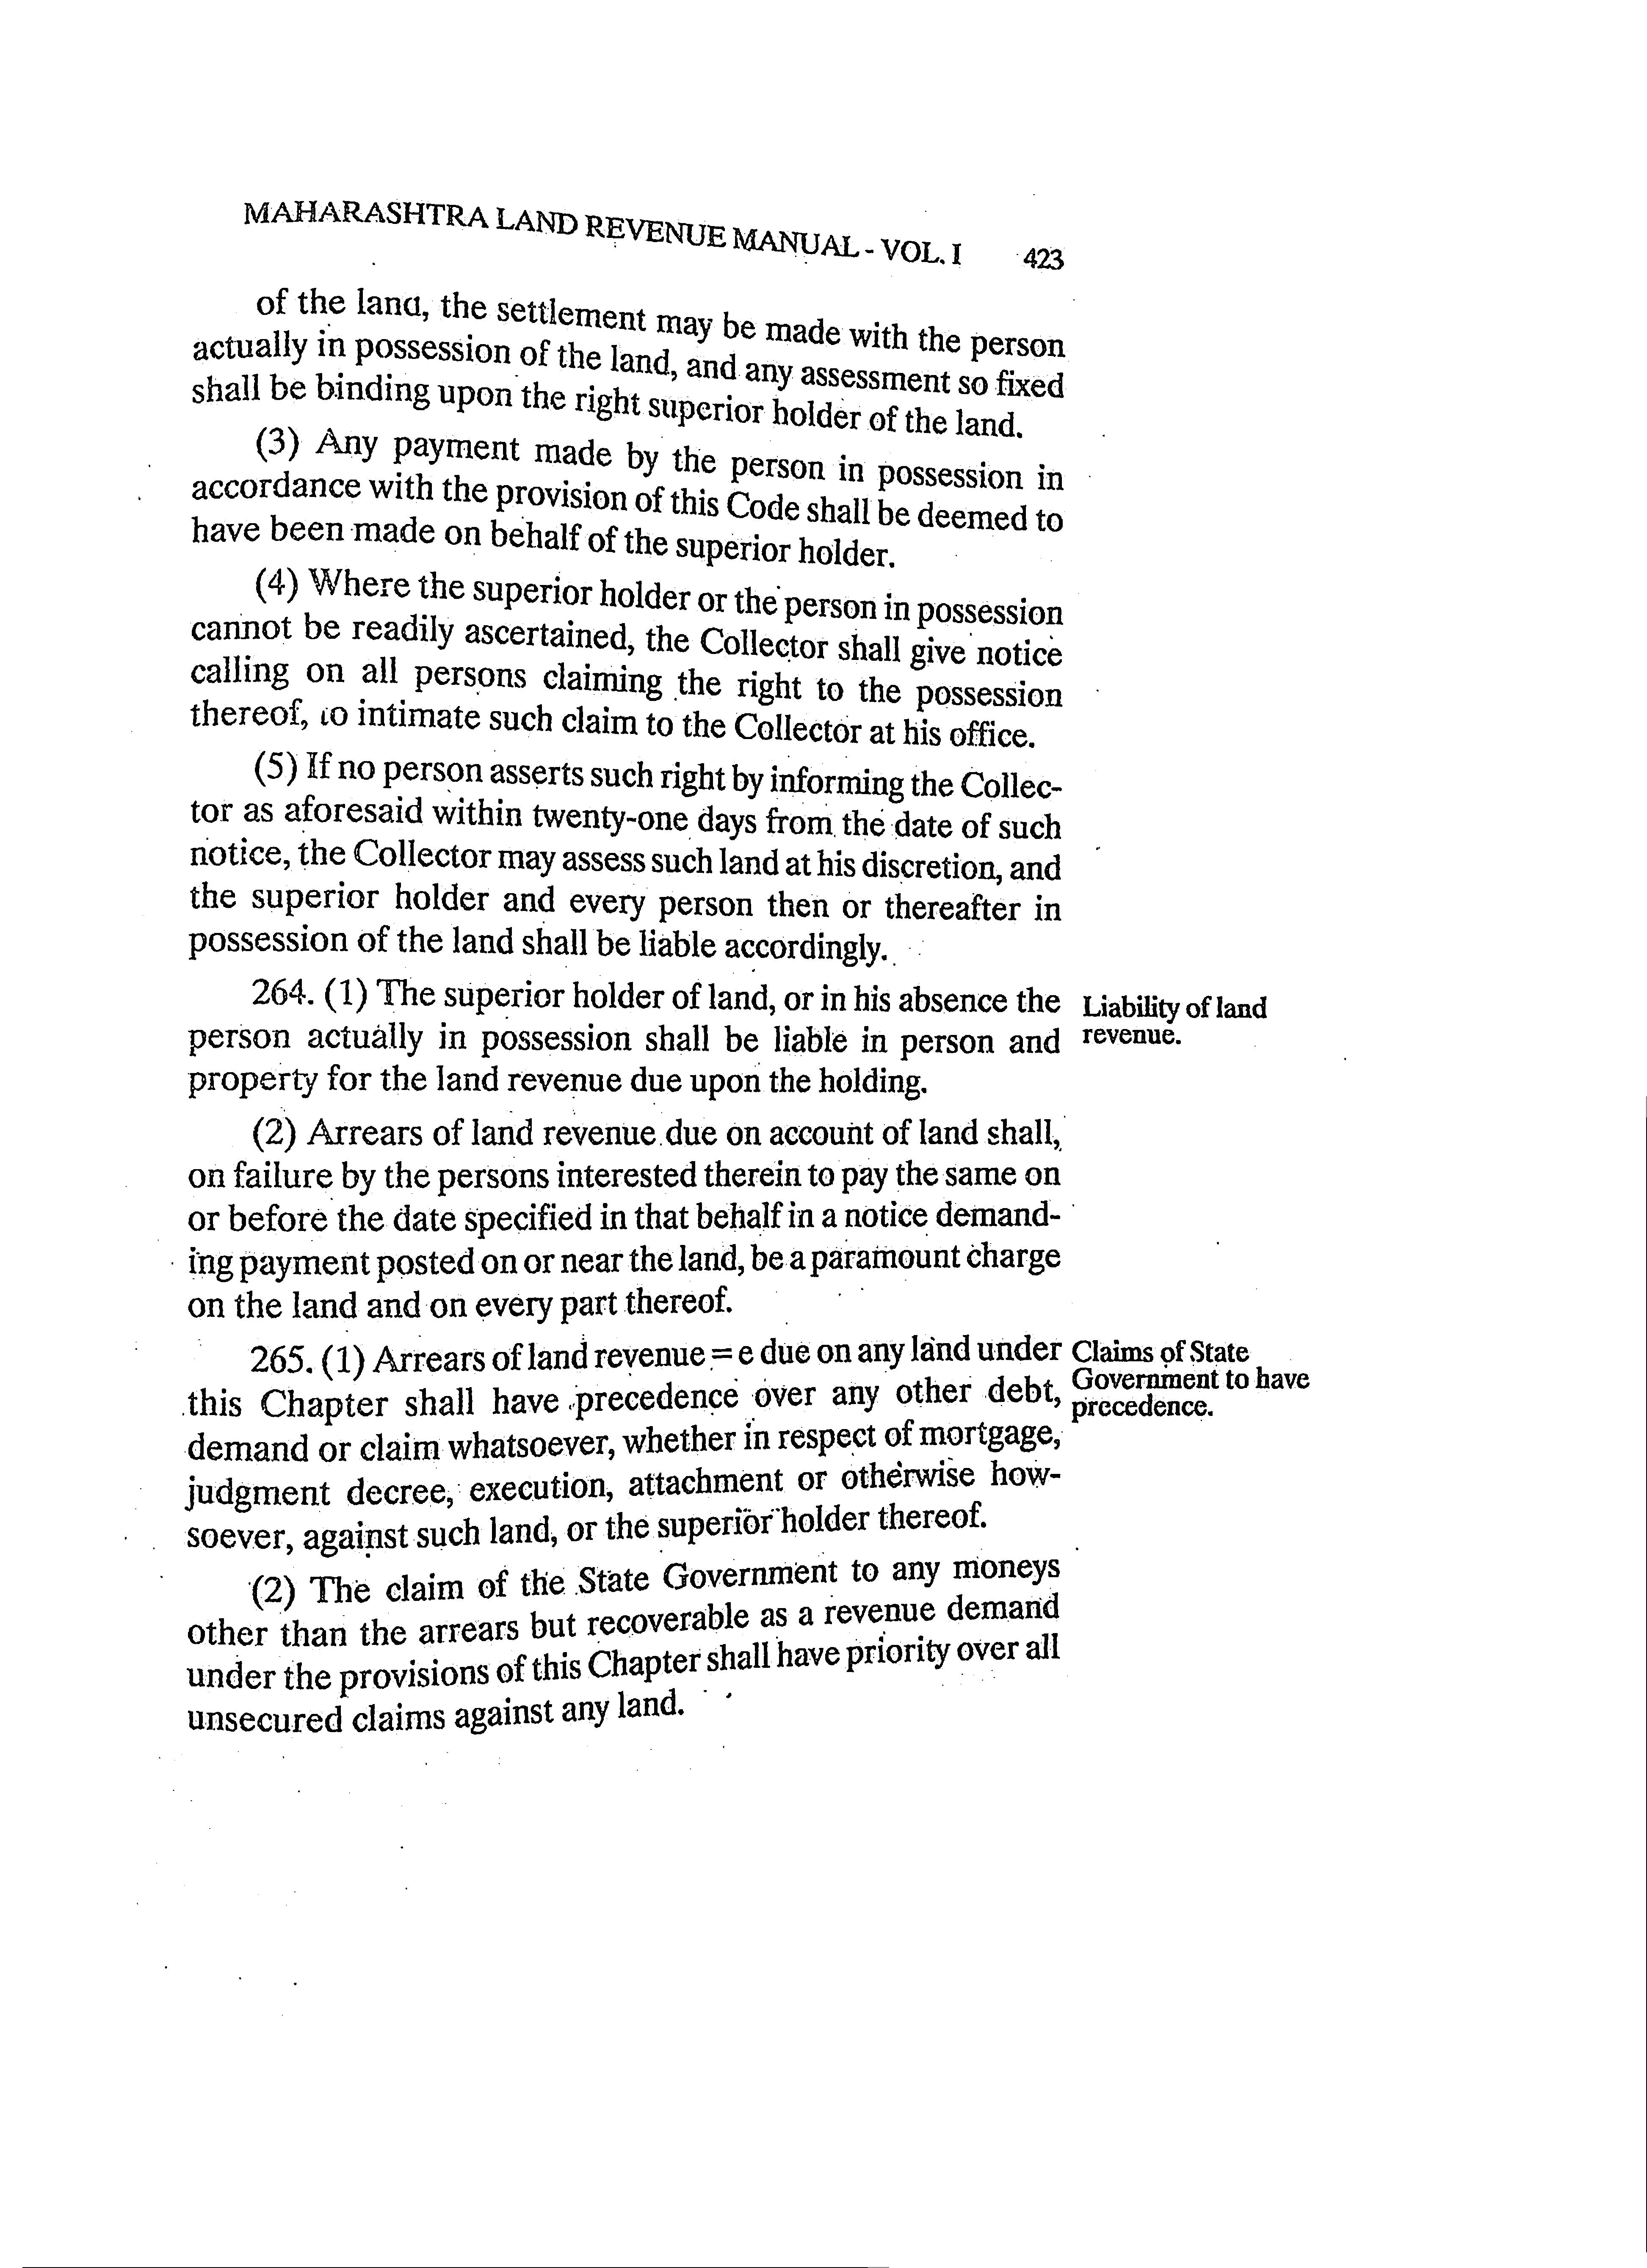 MAHARASHTRA LAND REVENUE MANUAL - VOL. I 423
of the land, the settlement may be made with the person
actually in possession of the land, and any assessment so fixed
shall be binding upon the right superior holder of the land.
(3) Any payment made by the person in possession in
accordance with the provision of this Code shall be deemed to
have been made on behalf of the superior holder.
(4) Where the superior holder or the person in possession
cannot be readily ascertained, the Collector shall give notice
calling on all persons claiming the right to the possession
thereof, to intimate such claim to the Collector at his office.
(5) If no person asserts such right by informing the Collec-
tor as aforesaid within twenty-one days from the date of such
notice, the Collector may assess such land at his discretion, and
the superior holder and every person then or thereafter in
possession of the land shall be liable accordingly.
264. (1) The superior holder of land, or in his absence the
person actually in possession shall be liable in person and
property for the land revenue due upon the holding.
Liability of land
revenue.
(2) Arrears of land revenue due on account of land shall,
on failure by the persons interested therein to pay the same on
or before the date specified in that behalf in a notice demand-
ing payment posted on or near the land, be a paramount charge
on the land and on every part thereof.
265. (1) Arrears of land revenue = e due on any land under
this Chapter shall have precedence over any other debt,
demand or claim whatsoever, whether in respect of mortgage,
judgment decree, execution, attachment or otherwise how-
soever, against such land, or the superior holder thereof.
Claims of State
Government to have
precedence.
(2) The claim of the State Government to any moneys
other than the arrears but recoverable as a revenue demand
under the provisions of this Chapter shall have priority over all
unsecured claims against any land.